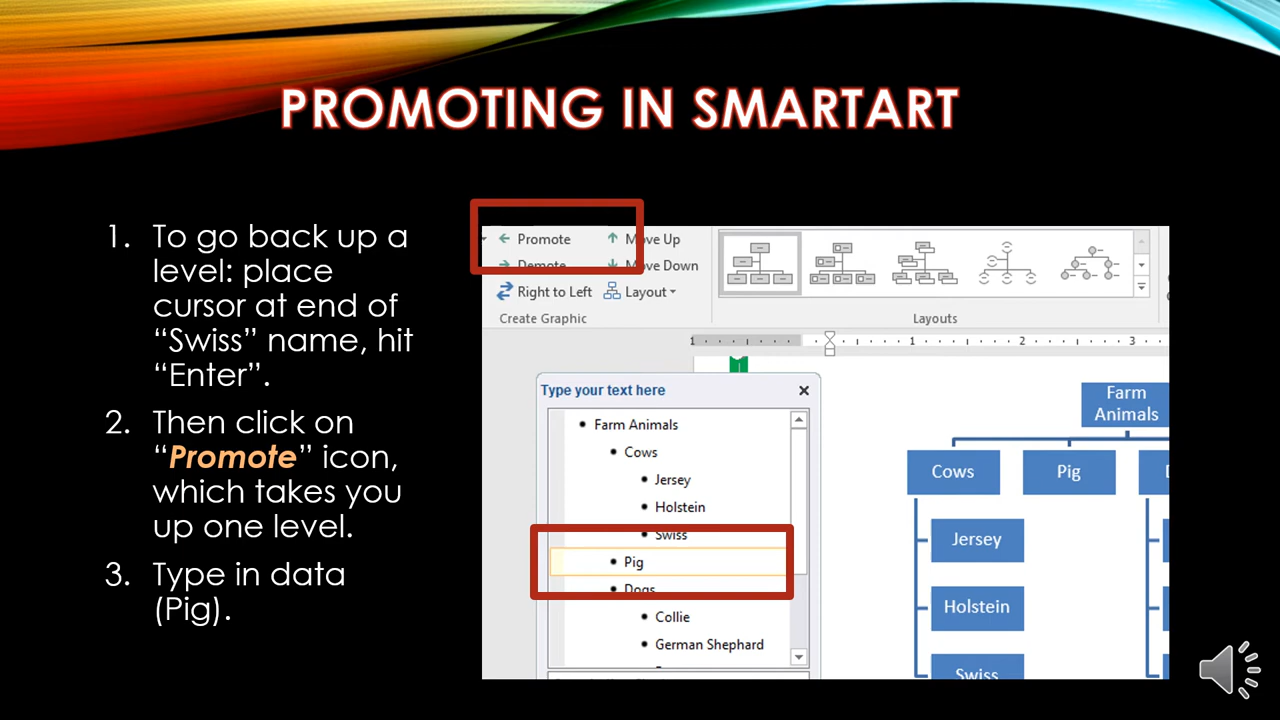 PROMOTING IN SMARTART
1. To go back up a
level: place
cursor at end of
“Swiss” name, hit
“Enter”.
2. Then click on
“Promote” icon,
which takes you
up one level.
3. Type in data
(Pig).
Promote Move Up
Demote Move Down
Right to Left Layout
Create Graphic Layouts
1 1 2 3
Type your text here
Farm Animals
Cows
Jersey
Holstein
Swiss
Pig
Dogs
Collie
German Shephard
Farm
Animals
Cows Pig
Jersey
Holstein
Swiss